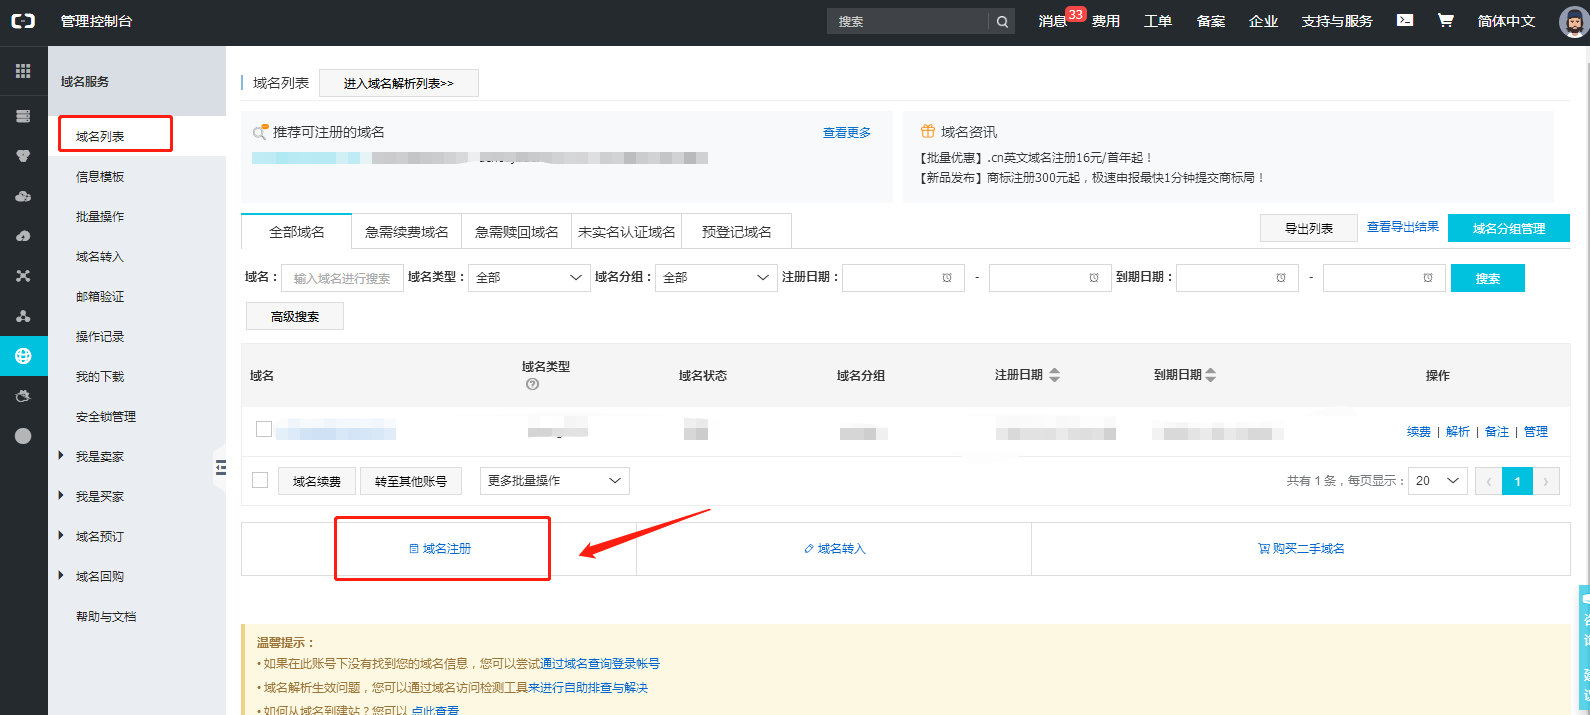 管理控制台
搜索
消息 33 费用 工单 备案 企业 支持与服务 简体中文
域名服务
域名列表
信息模板
批量操作
域名转入
邮箱验证
操作记录
我的下载
安全锁管理
我是卖家
我是买家
域名预订
域名回购
帮助与文档
域名列表 进入域名解析列表>>
推荐可注册的域名 查看更多
域名资讯
【批量优惠】.cn英文域名注册16元/首年起！
【新品发布】商标注册300元起，极速申报最快1分钟提交商标局！
全部域名 急需续费域名 急需赎回域名 未实名认证域名 预登记域名 导出列表 查看导出结果 域名分组管理
域名： 输入域名进行搜索 域名类型： 全部 域名分组： 全部 注册日期： - 到期日期： - 搜索
高级搜索
域名 域名类型 域名状态 域名分组 注册日期 到期日期 操作
续费 | 解析 | 备注 | 管理
域名续费 转至其他账号 更多批量操作 共有 1 条，每页显示： 20 ‹ 1 ›
域名注册 域名转入 购买二手域名
温馨提示：
• 如果在此账号下没有找到您的域名信息，您可以尝试通过域名查询登录帐号
• 域名解析生效问题，您可以通过域名访问检测工具来进行自助排查与解决
• 如何从域名到建站？您可以 点此查看
咨
询
建
议